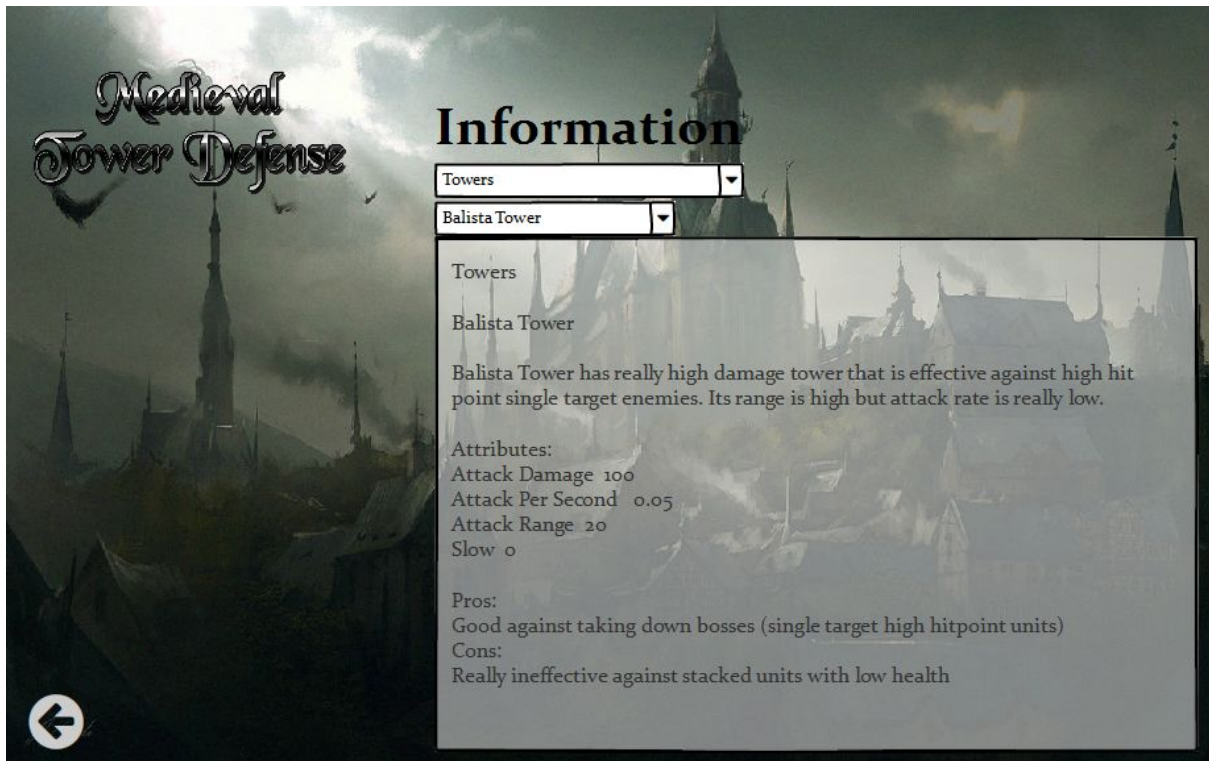 Medieval
Tower Defense
Information
Towers
Balista Tower
Towers
Balista Tower
Balista Tower has really high damage tower that is effective against high hit
point single target enemies. Its range is high but attack rate is really low.
Attributes:
Attack Damage 100
Attack Per Second 0.05
Attack Range 20
Slow 0
Pros:
Good against taking down bosses (single target high hitpoint units)
Cons:
Really ineffective against stacked units with low health